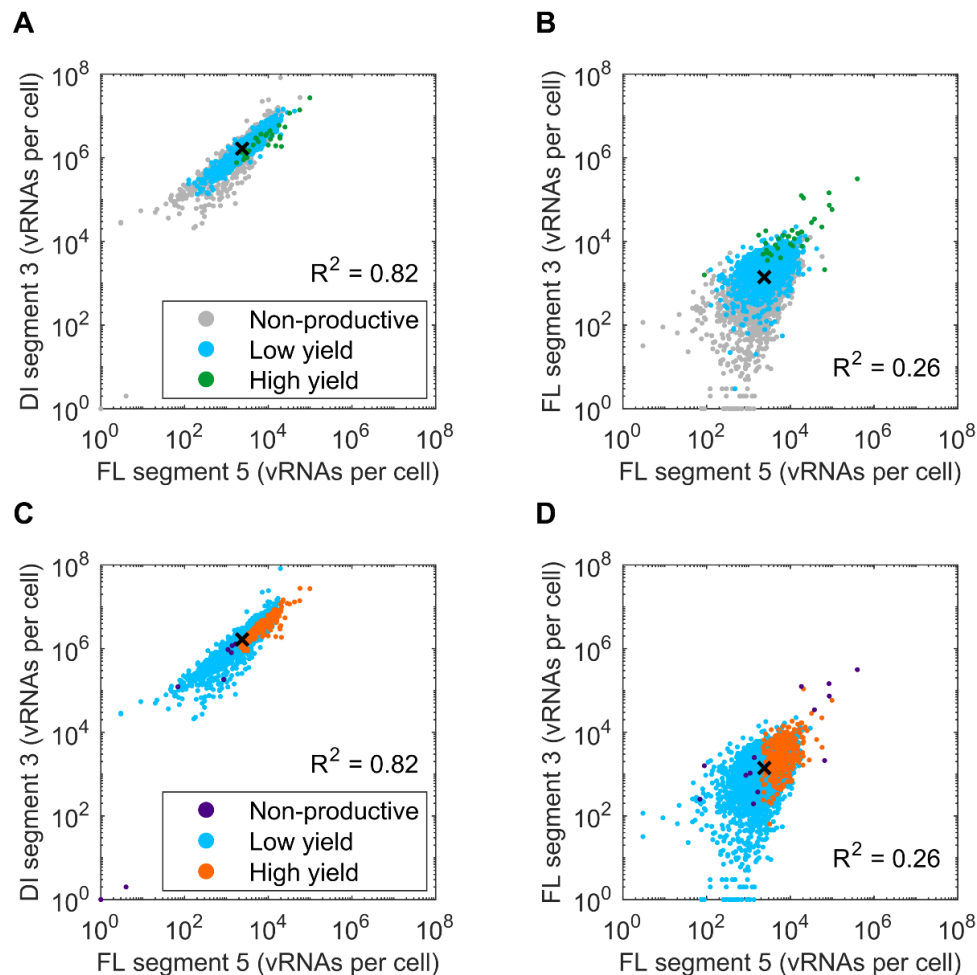 A
DI segment 3 (vRNAs per cell)
10^8
10^6
10^4
10^2
10^0
R^2 = 0.82
Non-productive
Low yield
High yield
10^0 10^2 10^4 10^6 10^8
FL segment 5 (vRNAs per cell)
B
FL segment 3 (vRNAs per cell)
10^8
10^6
10^4
10^2
10^0
R^2 = 0.26
10^0 10^2 10^4 10^6 10^8
FL segment 5 (vRNAs per cell)
C
DI segment 3 (vRNAs per cell)
10^8
10^6
10^4
10^2
10^0
R^2 = 0.82
Non-productive
Low yield
High yield
10^0 10^2 10^4 10^6 10^8
FL segment 5 (vRNAs per cell)
D
FL segment 3 (vRNAs per cell)
10^8
10^6
10^4
10^2
10^0
R^2 = 0.26
10^0 10^2 10^4 10^6 10^8
FL segment 5 (vRNAs per cell)